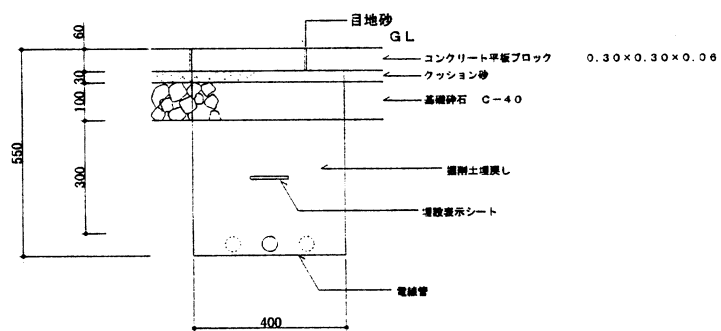 目地砂
GL
コンクリート平板ブロック 0.30×0.30×0.06
クッション砂
基礎砕石 C-40
掘削土埋戻し
埋設表示シート
電線管
60
30
100
300
550
400